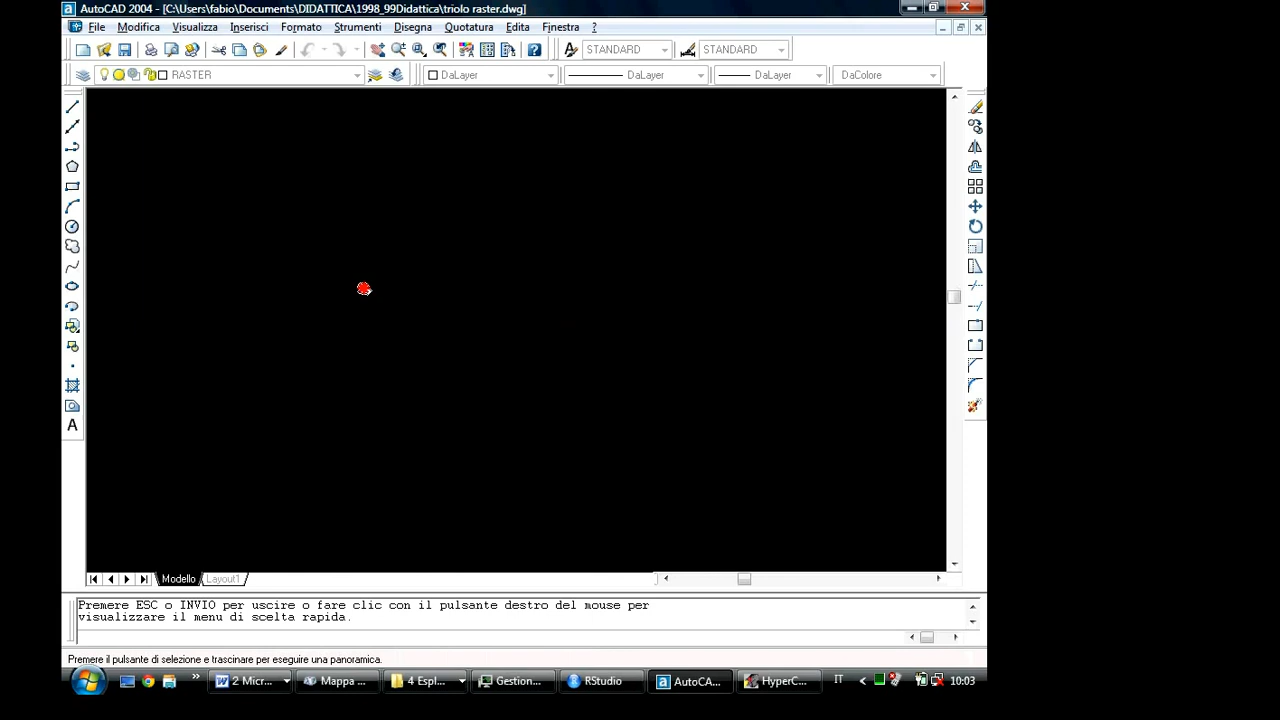 AutoCAD 2004 - [C:\Users\fabio\Documents\DIDATTICA\1998_99Didattica\triolo raster.dwg]
File Modifica Visualizza Inserisci Formato Strumenti Disegna Quotatura Edita Finestra ?
STANDARD STANDARD
RASTER DaLayer DaLayer DaLayer DaColore
A
Modello Layout1
Premere ESC o INVIO per uscire o fare clic con il pulsante destro del mouse per
visualizzare il menu di scelta rapida.
Premere il pulsante di selezione e trascinare per eseguire una panoramica.
2 Micr... Mappa ... 4 Espl... Gestion... RStudio AutoCA... HyperC... IT 10:03